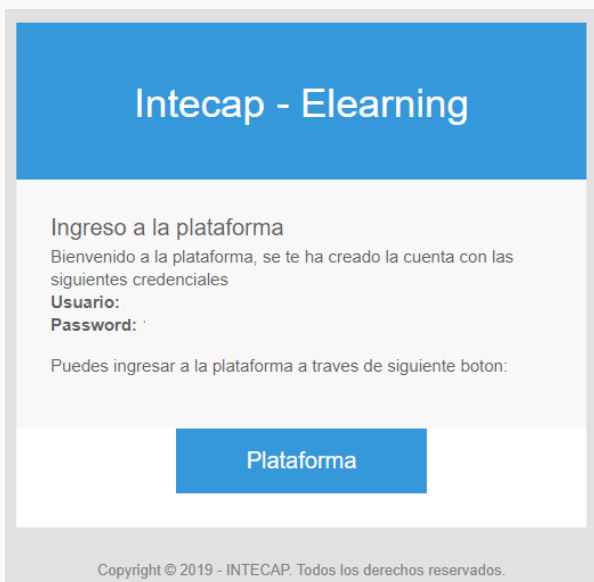 Intecap - Elearning
Ingreso a la plataforma
Bienvenido a la plataforma, se te ha creado la cuenta con las
siguientes credenciales
Usuario:
Password:
Puedes ingresar a la plataforma a traves de siguiente boton:
Plataforma
Copyright © 2019 - INTECAP. Todos los derechos reservados.